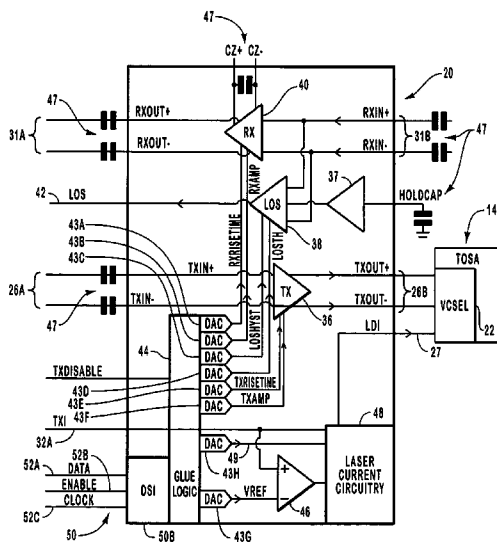 47
CZ+ CZ-
20
40
47
RXOUT+
RX
RXIN+
31A
31B
47
RXOUT-
RXIN-
RXAMP
37
HOLDCAP
42
LOS
LOS
43A
RXRISETIME
LOSTH
38
14
43B
43C
TOSA
TXIN+
TXOUT+
26A
LOSHYST
TX
26B
VCSEL
TXIN-
TXOUT-
47
36
22
44
DAC
DAC
LDI
27
DAC
TXDISABLE
43D
DAC
TXRISETIME
43E
DAC
48
43F
DAC
TXAMP
TXI
32A
DAC
49
52B
GLUE LOGIC
43H
LASER CURRENT CIRCUITRY
52A
DATA
+
ENABLE
DSI
DAC
VREF
-
52C
CLOCK
46
50
50B
43G